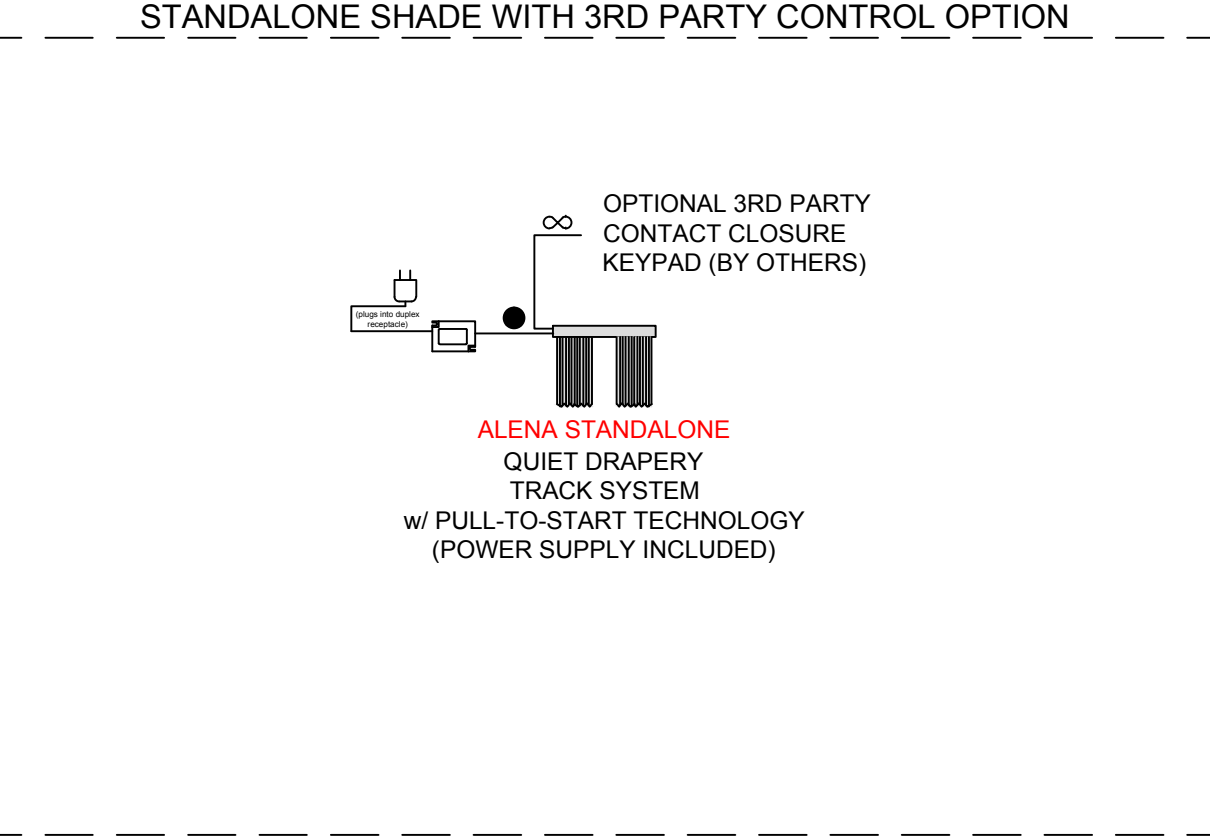 STANDALONE SHADE WITH 3RD PARTY CONTROL OPTION
OPTIONAL 3RD PARTY
CONTACT CLOSURE
KEYPAD (BY OTHERS)
(plugs into duplex
receptacle)
ALENA STANDALONE
QUIET DRAPERY
TRACK SYSTEM
w/ PULL-TO-START TECHNOLOGY
(POWER SUPPLY INCLUDED)